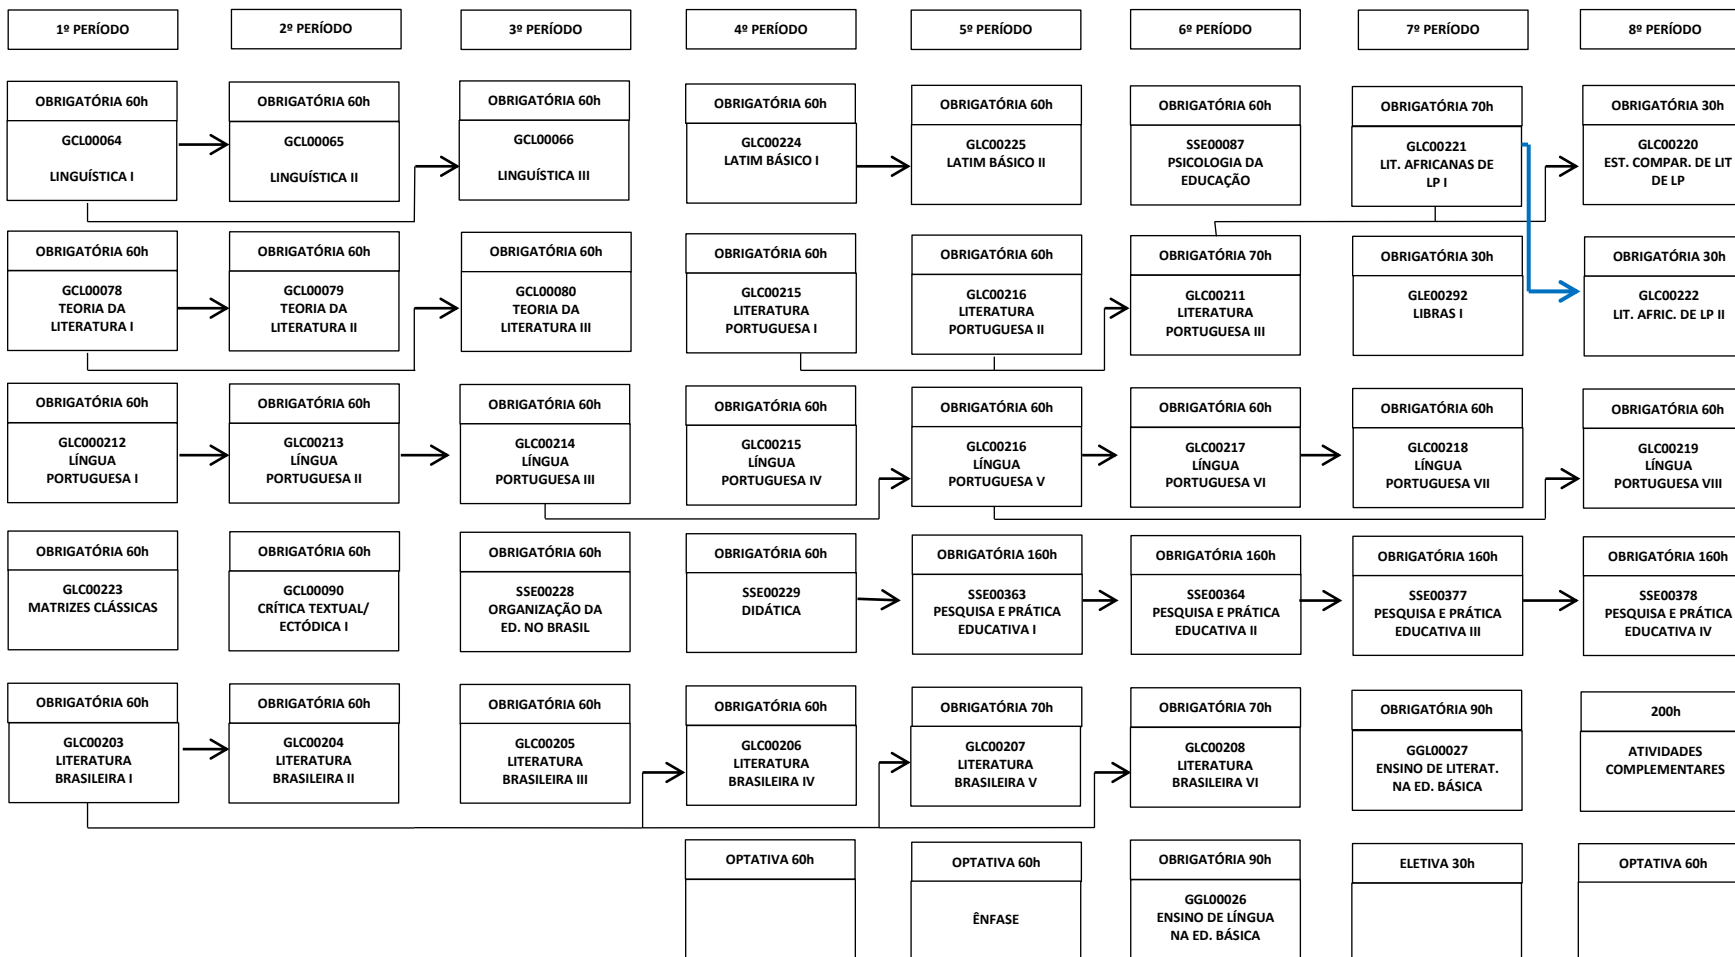 1º PERÍODO
2º PERÍODO
3º PERÍODO
4º PERÍODO
5º PERÍODO
6º PERÍODO
7º PERÍODO
8º PERÍODO
OBRIGATÓRIA 60h
GCL00064
LINGUÍSTICA I
OBRIGATÓRIA 60h
GCL00065
LINGUÍSTICA II
OBRIGATÓRIA 60h
GCL00066
LINGUÍSTICA III
OBRIGATÓRIA 60h
GLC00224
LATIM BÁSICO I
OBRIGATÓRIA 60h
GLC00225
LATIM BÁSICO II
OBRIGATÓRIA 60h
SSE00087
PSICOLOGIA DA
EDUCAÇÃO
OBRIGATÓRIA 70h
GLC00221
LIT. AFRICANAS DE
LP I
OBRIGATÓRIA 30h
GLC00220
EST. COMPAR. DE LIT
DE LP
OBRIGATÓRIA 60h
GCL00078
TEORIA DA
LITERATURA I
OBRIGATÓRIA 60h
GCL00079
TEORIA DA
LITERATURA II
OBRIGATÓRIA 60h
GCL00080
TEORIA DA
LITERATURA III
OBRIGATÓRIA 60h
GLC00215
LITERATURA
PORTUGUESA I
OBRIGATÓRIA 60h
GLC00216
LITERATURA
PORTUGUESA II
OBRIGATÓRIA 70h
GLC00211
LITERATURA
PORTUGUESA III
OBRIGATÓRIA 30h
GLE00292
LIBRAS I
OBRIGATÓRIA 30h
GLC00222
LIT. AFRIC. DE LP II
OBRIGATÓRIA 60h
GLC000212
LÍNGUA
PORTUGUESA I
OBRIGATÓRIA 60h
GLC00213
LÍNGUA
PORTUGUESA II
OBRIGATÓRIA 60h
GLC00214
LÍNGUA
PORTUGUESA III
OBRIGATÓRIA 60h
GLC00215
LÍNGUA
PORTUGUESA IV
OBRIGATÓRIA 60h
GLC00216
LÍNGUA
PORTUGUESA V
OBRIGATÓRIA 60h
GLC00217
LÍNGUA
PORTUGUESA VI
OBRIGATÓRIA 60h
GLC00218
LÍNGUA
PORTUGUESA VII
OBRIGATÓRIA 60h
GLC00219
LÍNGUA
PORTUGUESA VIII
OBRIGATÓRIA 60h
GLC00223
MATRIZES CLÁSSICAS
OBRIGATÓRIA 60h
GCL00090
CRÍTICA TEXTUAL/
ECTÓDICA I
OBRIGATÓRIA 60h
SSE00228
ORGANIZAÇÃO DA
ED. NO BRASIL
OBRIGATÓRIA 60h
SSE00229
DIDÁTICA
OBRIGATÓRIA 160h
SSE00363
PESQUISA E PRÁTICA
EDUCATIVA I
OBRIGATÓRIA 160h
SSE00364
PESQUISA E PRÁTICA
EDUCATIVA II
OBRIGATÓRIA 160h
SSE00377
PESQUISA E PRÁTICA
EDUCATIVA III
OBRIGATÓRIA 160h
SSE00378
PESQUISA E PRÁTICA
EDUCATIVA IV
OBRIGATÓRIA 60h
GLC00203
LITERATURA
BRASILEIRA I
OBRIGATÓRIA 60h
GLC00204
LITERATURA
BRASILEIRA II
OBRIGATÓRIA 60h
GLC00205
LITERATURA
BRASILEIRA III
OBRIGATÓRIA 60h
GLC00206
LITERATURA
BRASILEIRA IV
OBRIGATÓRIA 70h
GLC00207
LITERATURA
BRASILEIRA V
OBRIGATÓRIA 70h
GLC00208
LITERATURA
BRASILEIRA VI
OBRIGATÓRIA 90h
GGL00027
ENSINO DE LITERAT.
NA ED. BÁSICA
200h
ATIVIDADES
COMPLEMENTARES
OPTATIVA 60h
OPTATIVA 60h
ÊNFASE
OBRIGATÓRIA 90h
GGL00026
ENSINO DE LÍNGUA
NA ED. BÁSICA
ELETIVA 30h
OPTATIVA 60h